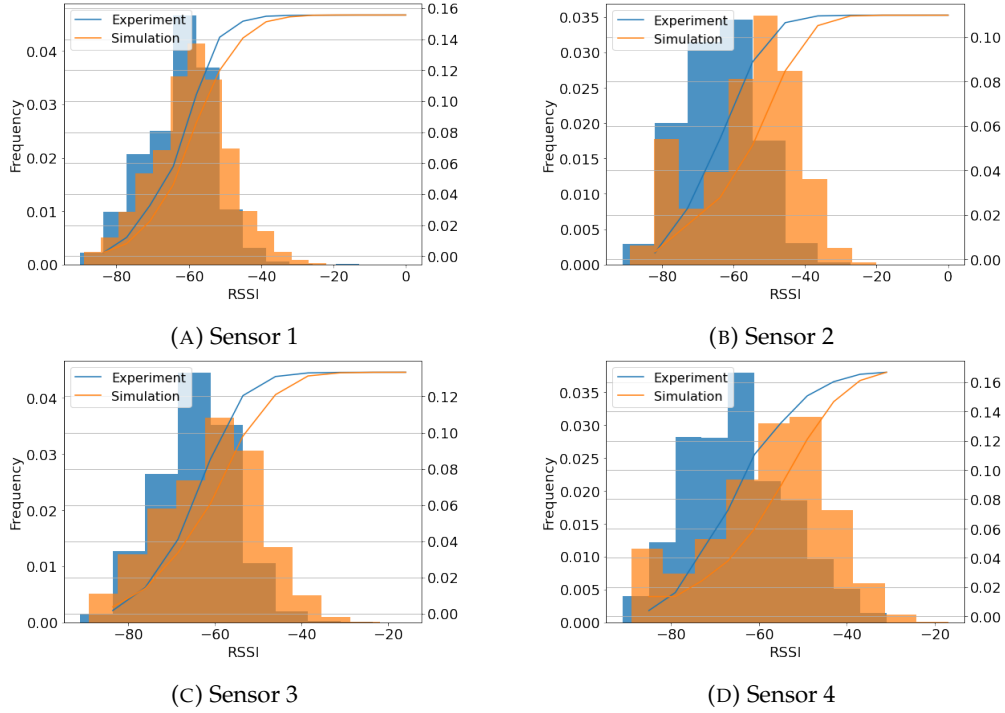 Experiment
Simulation
Frequency
0.04
0.03
0.02
0.01
0.00
0.16
0.14
0.12
0.10
0.08
0.06
0.04
0.02
0.00
−80 −60 −40 −20 0
RSSI
(A) Sensor 1
Experiment
Simulation
Frequency
0.035
0.030
0.025
0.020
0.015
0.010
0.005
0.000
0.10
0.08
0.06
0.04
0.02
0.00
−80 −60 −40 −20 0
RSSI
(B) Sensor 2
Experiment
Simulation
Frequency
0.04
0.03
0.02
0.01
0.00
0.12
0.10
0.08
0.06
0.04
0.02
0.00
−80 −60 −40 −20
RSSI
(C) Sensor 3
Experiment
Simulation
Frequency
0.035
0.030
0.025
0.020
0.015
0.010
0.005
0.000
0.16
0.14
0.12
0.10
0.08
0.06
0.04
0.02
0.00
−80 −60 −40 −20
RSSI
(D) Sensor 4